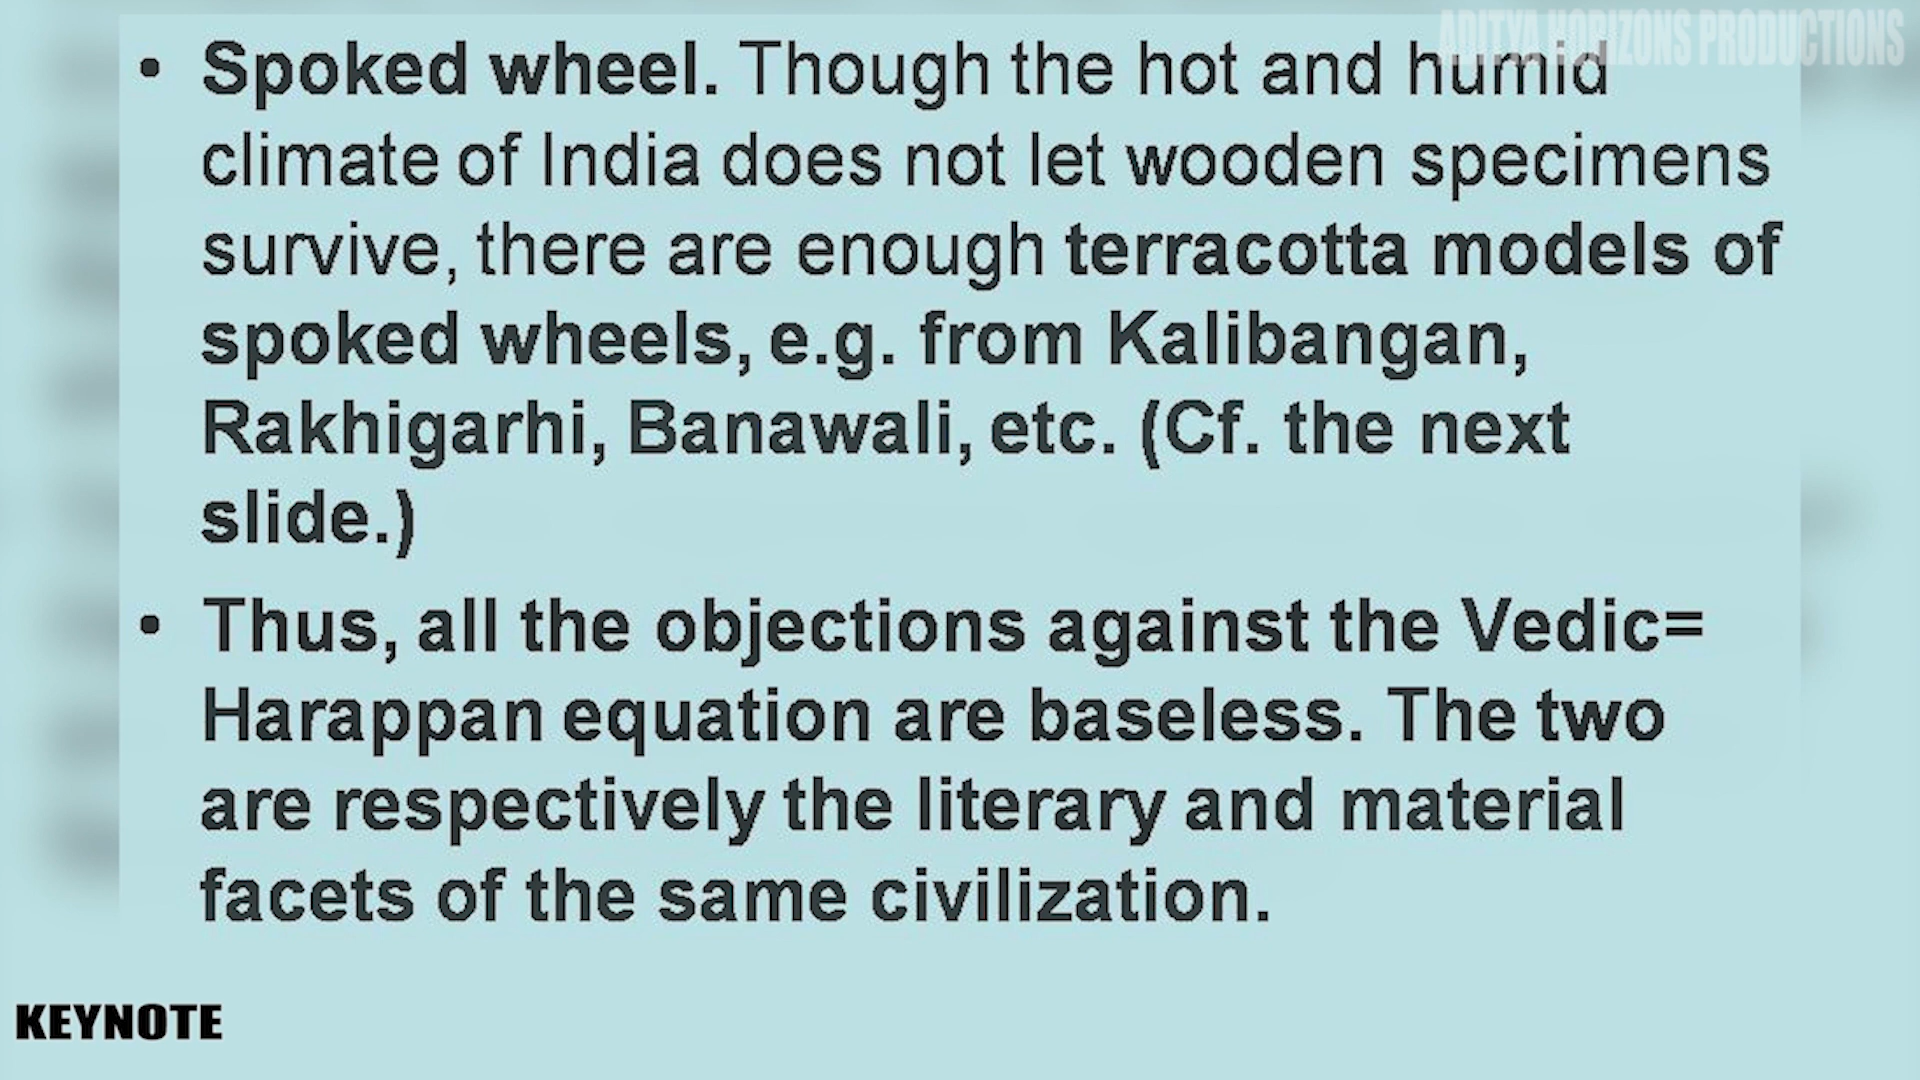 ADITYA HORIZONS PRODUCTIONS
• Spoked wheel. Though the hot and humid
climate of India does not let wooden specimens
survive, there are enough terracotta models of
spoked wheels, e.g. from Kalibangan,
Rakhigarhi, Banawali, etc. (Cf. the next
slide.)
• Thus, all the objections against the Vedic=
Harappan equation are baseless. The two
are respectively the literary and material
facets of the same civilization.
KEYNOTE